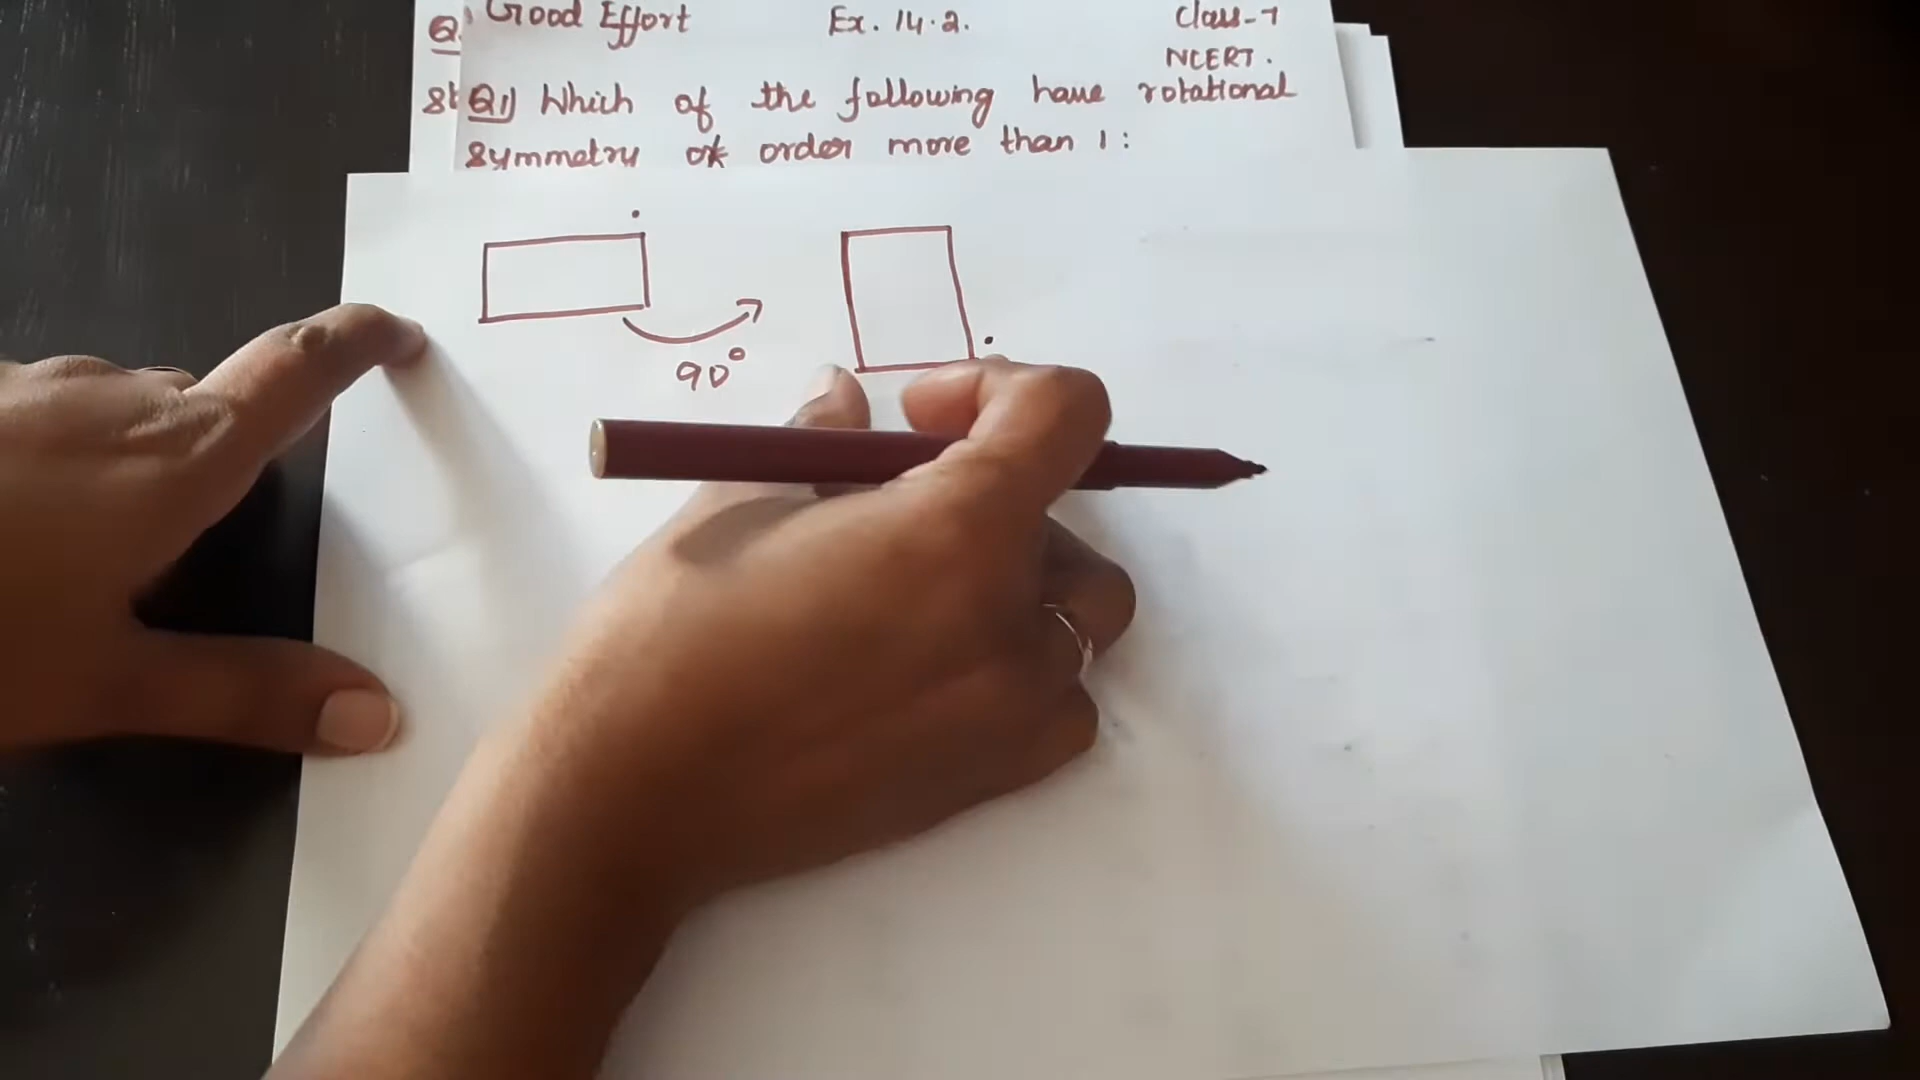 Good Effort Ex. 14.2. Class-7
Q. NCERT.
St Q1) Which of the following have rotational
symmetry of order more than 1:
90°